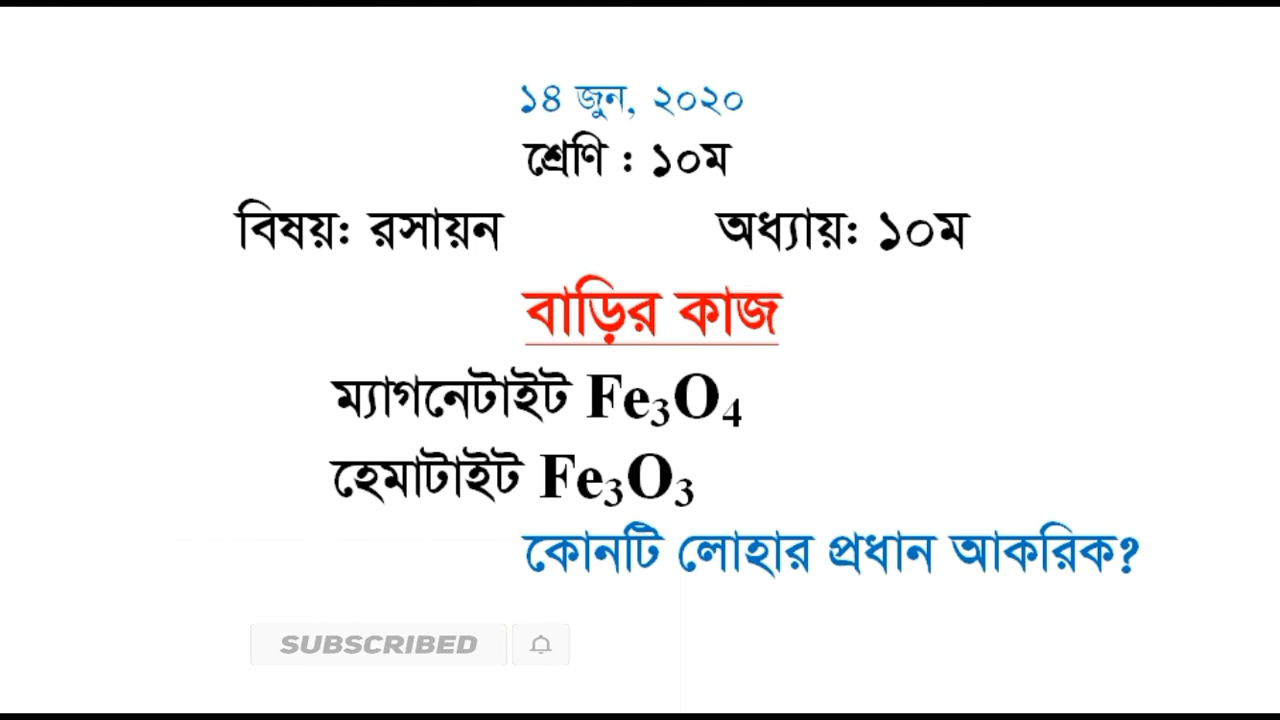 ১৪ জুন, ২০২০
শ্রেণি : ১০ম
বিষয়: রসায়ন অধ্যায়: ১০ম
বাড়ির কাজ
ম্যাগনেটাইট Fe₃O₄
হেমাটাইট Fe₃O₃
কোনটি লোহার প্রধান আকরিক?
SUBSCRIBED